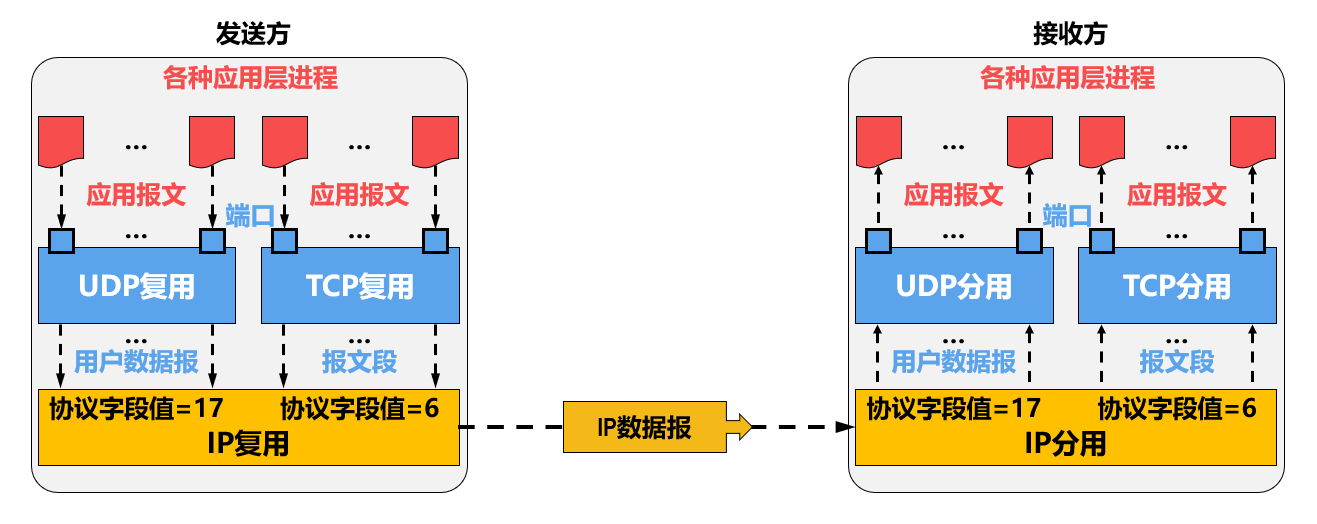 发送方
各种应用层进程
... ...
应用报文 应用报文
端口
... ...
UDP复用 TCP复用
... ...
用户数据报 报文段
协议字段值=17 协议字段值=6
IP复用
IP数据报
接收方
各种应用层进程
... ...
应用报文 应用报文
端口
... ...
UDP分用 TCP分用
... ...
用户数据报 报文段
协议字段值=17 协议字段值=6
IP分用